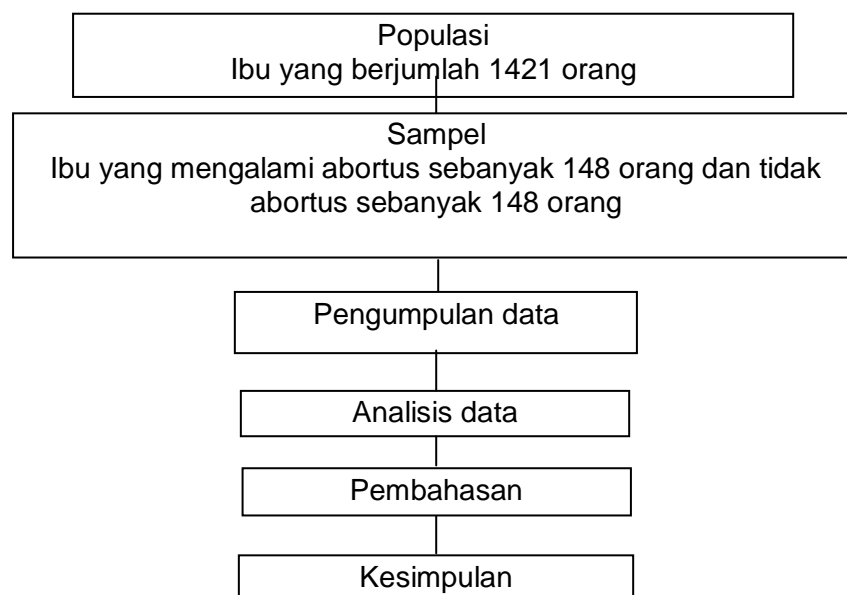 Populasi
Ibu yang berjumlah 1421 orang
Sampel
Ibu yang mengalami abortus sebanyak 148 orang dan tidak
abortus sebanyak 148 orang
Pengumpulan data
Analisis data
Pembahasan
Kesimpulan